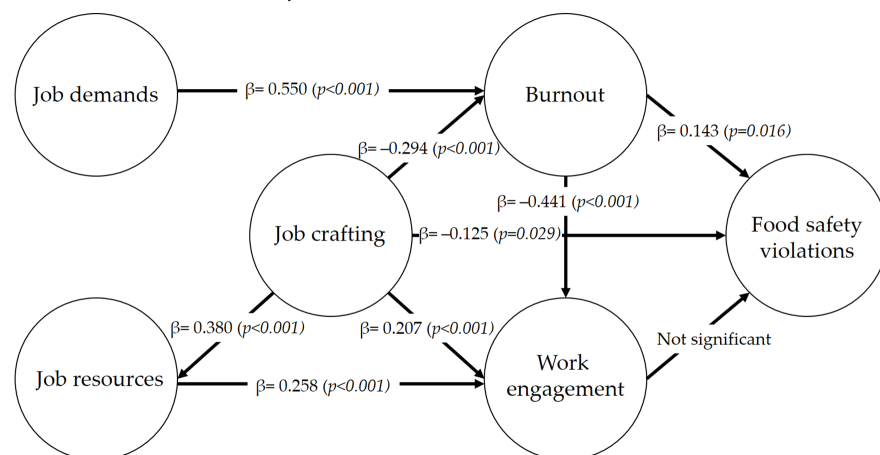 Job demands
β= 0.550 (p<0.001)
Burnout
β= 0.143 (p=0.016)
β= –0.294 (p<0.001)
β= –0.441 (p<0.001)
Job crafting
β= –0.125 (p=0.029)
Food safety
violations
β= 0.380 (p<0.001)
β= 0.207 (p<0.001)
Not significant
Job resources
β= 0.258 (p<0.001)
Work
engagement